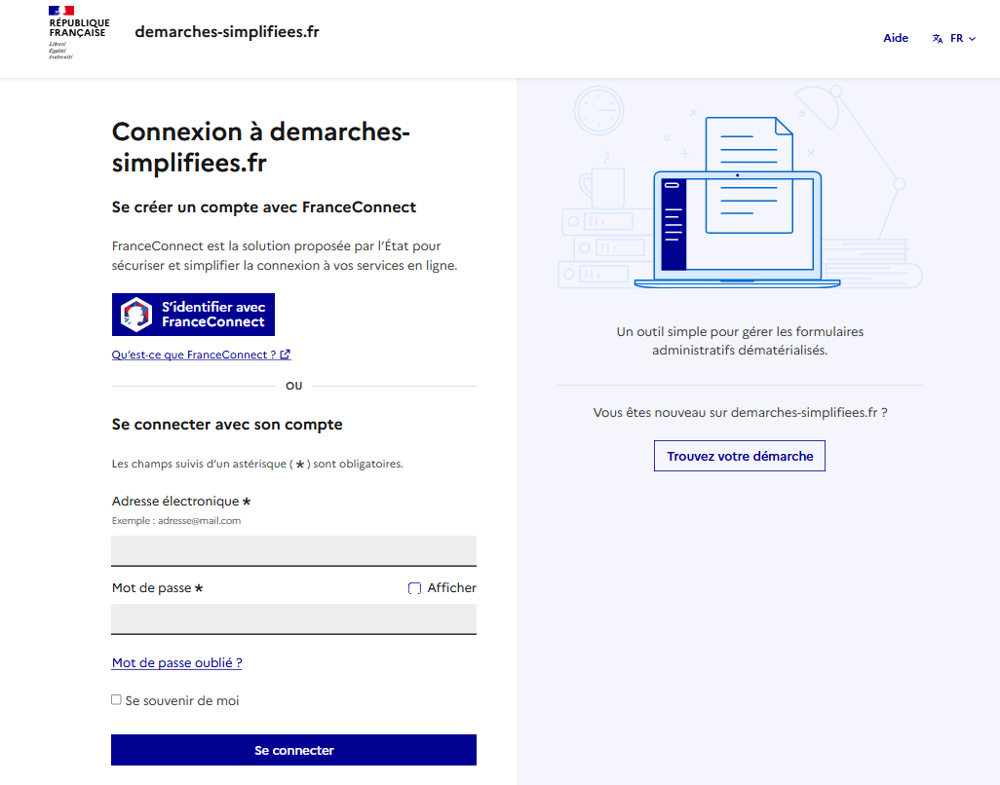 RÉPUBLIQUE
FRANÇAISE
Liberté
Égalité
Fraternité
demarches-simplifiees.fr
Aide
FR
Connexion à demarches-
simplifiees.fr
Se créer un compte avec FranceConnect
FranceConnect est la solution proposée par l’État pour
sécuriser et simplifier la connexion à vos services en ligne.
S’identifier avec
FranceConnect
Qu’est-ce que FranceConnect ?
OU
Se connecter avec son compte
Les champs suivis d’un astérisque ( * ) sont obligatoires.
Adresse électronique *
Exemple : adresse@mail.com
Mot de passe *
Afficher
Mot de passe oublié ?
Se souvenir de moi
Se connecter
Un outil simple pour gérer les formulaires
administratifs dématérialisés.
Vous êtes nouveau sur demarches-simplifiees.fr ?
Trouvez votre démarche